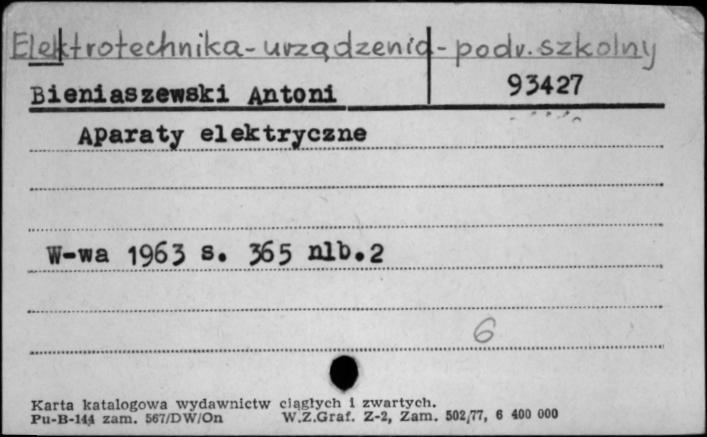 Elektrotechnika - urządzenia - podr. szkolny
Bieniaszewski Antoni 93427
Aparaty elektryczne
W-wa 1963 s. 365 nlb.2
6
Karta katalogowa wydawnictw ciągłych i zwartych.
Pu-B-144 zam. 567/DW/On W.Z.Graf. Z-2, Zam. 502/77, 6 400 000